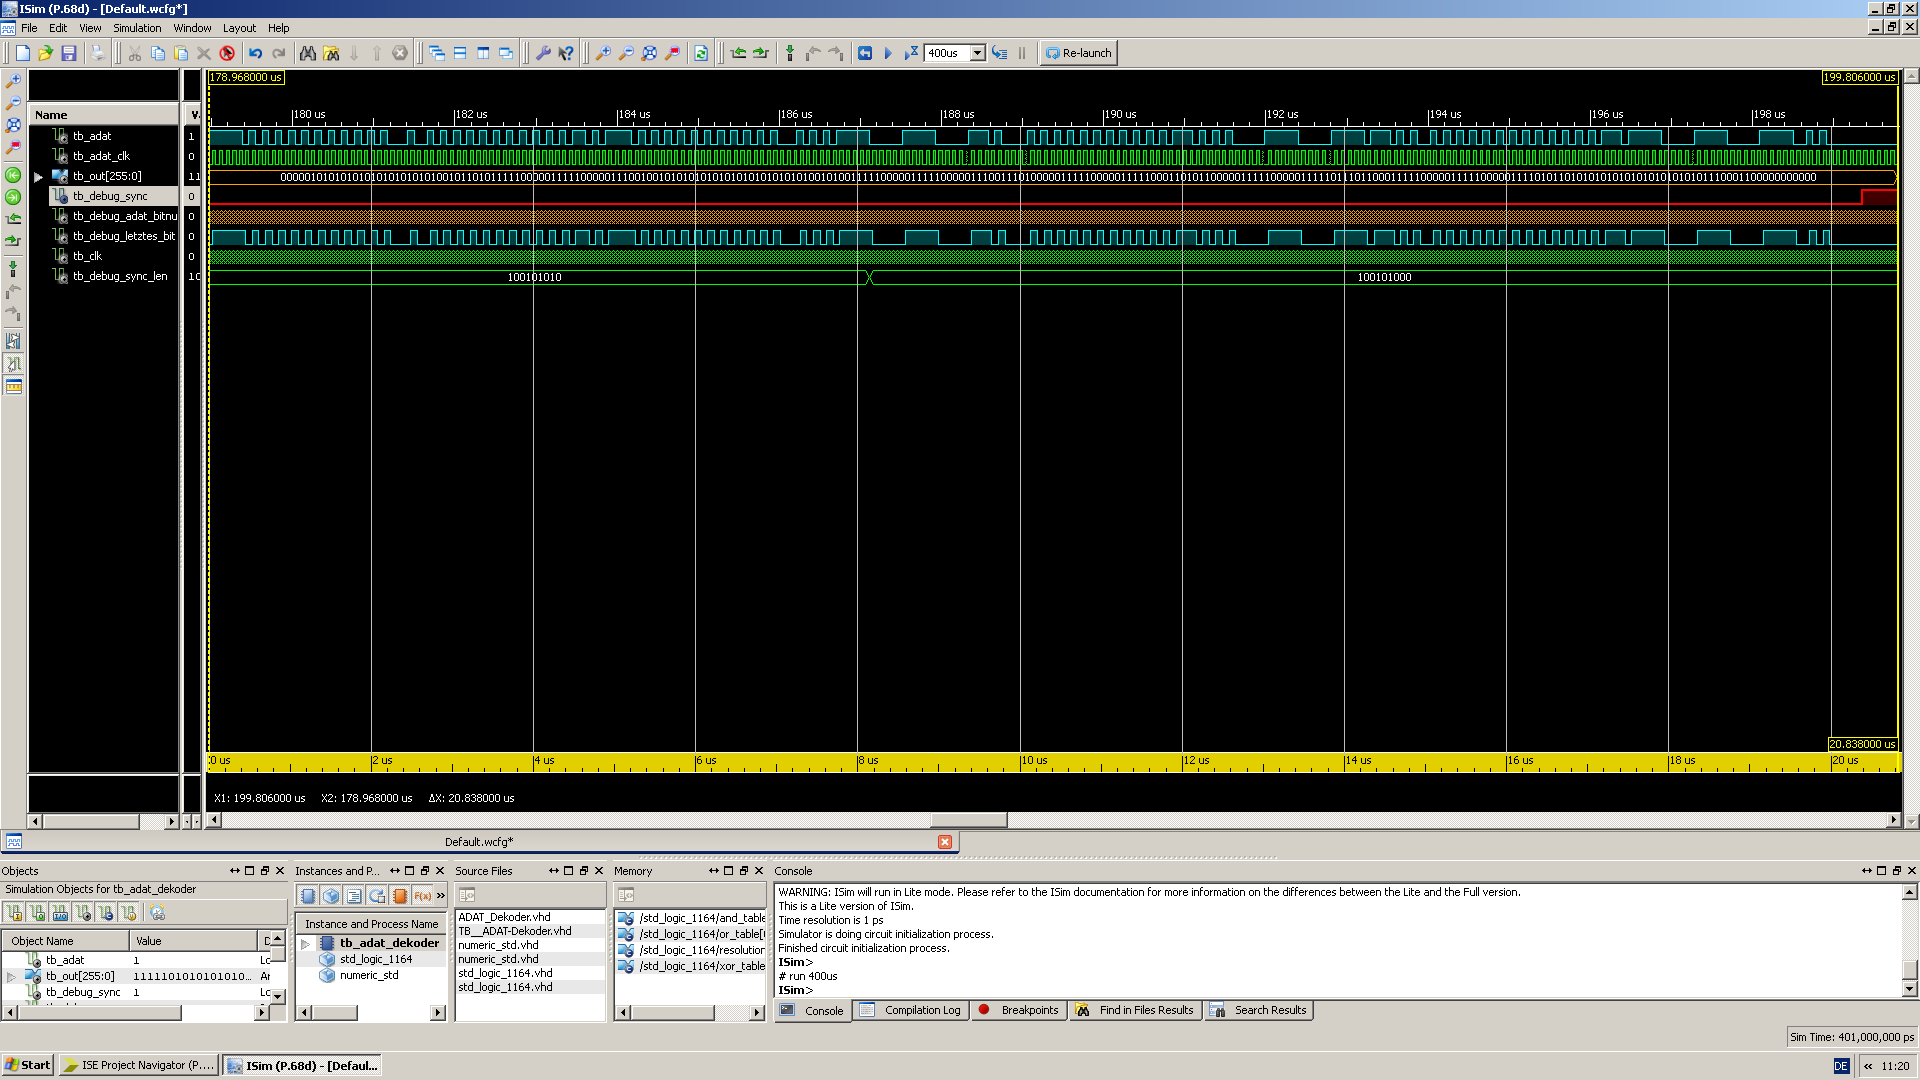 ISim (P.68d) - [Default.wcfg*]
File Edit View Simulation Window Layout Help
400us
Re-launch
178.968000 us
199.806000 us
Name
V.
180 us 182 us 184 us 186 us 188 us 190 us 192 us 194 us 196 us 198 us
tb_adat 1
tb_adat_clk 0
tb_out[255:0] 11
tb_debug_sync 0
tb_debug_adat_bitnu 0
tb_debug_letztes_bit 0
tb_clk 0
tb_debug_sync_len 10
100101010
100101000
20.838000 us
0 us 2 us 4 us 6 us 8 us 10 us 12 us 14 us 16 us 18 us 20 us
X1: 199.806000 us X2: 178.968000 us ΔX: 20.838000 us
Default.wcfg*
Objects
Simulation Objects for tb_adat_dekoder
Object Name Value
tb_adat 1
tb_out[255:0] 11111010101010...
tb_debug_sync 1
Instances and P...
F(x)
»
Instance and Process Name
tb_adat_dekoder
std_logic_1164
numeric_std
Source Files
ADAT_Dekoder.vhd
TB__ADAT-Dekoder.vhd
numeric_std.vhd
numeric_std.vhd
std_logic_1164.vhd
std_logic_1164.vhd
Memory
/std_logic_1164/and_table
/std_logic_1164/or_table[
/std_logic_1164/resolution
/std_logic_1164/xor_table
Console
WARNING: ISim will run in Lite mode. Please refer to the ISim documentation for more information on the differences between the Lite and the Full version.
This is a Lite version of ISim.
Time resolution is 1 ps
Simulator is doing circuit initialization process.
Finished circuit initialization process.
ISim>
# run 400us
ISim>
Console Compilation Log Breakpoints Find in Files Results Search Results
Sim Time: 401,000,000 ps
Start ISE Project Navigator (P.... ISim (P.68d) - [Defaul...
DE « 11:20